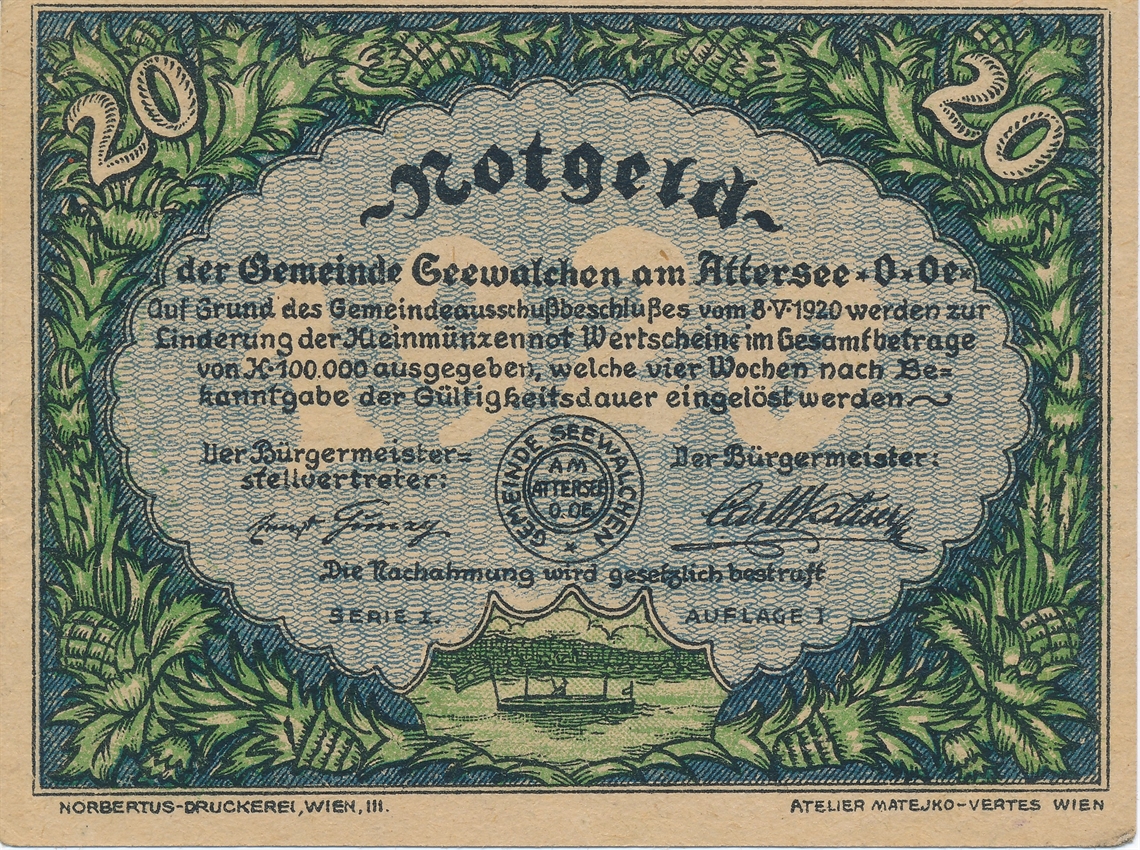 20 20
Notgeld
1920
der Gemeinde Seewalchen am Attersee O. Oe.
Auf Grund des Gemeindeausschußbeschlußes vom 8·V·1920 werden zur
Linderung der Kleinmünzennot Wertscheine im Gesamtbetrage
von K·100.000 ausgegeben, welche vier Wochen nach Be=
kanntgabe der Gültigkeitsdauer eingelöst werden
Der Bürgermeister=
stellvertreter:
Der Bürgermeister:
GEMEINDE SEEWALCHEN
AM
ATTERSEE
O.OE.
Die Nachahmung wird gesetzlich bestraft
SERIE I. AUFLAGE I
NORBERTUS-DRUCKEREI, WIEN, III. ATELIER MATEJKO-VERTES WIEN